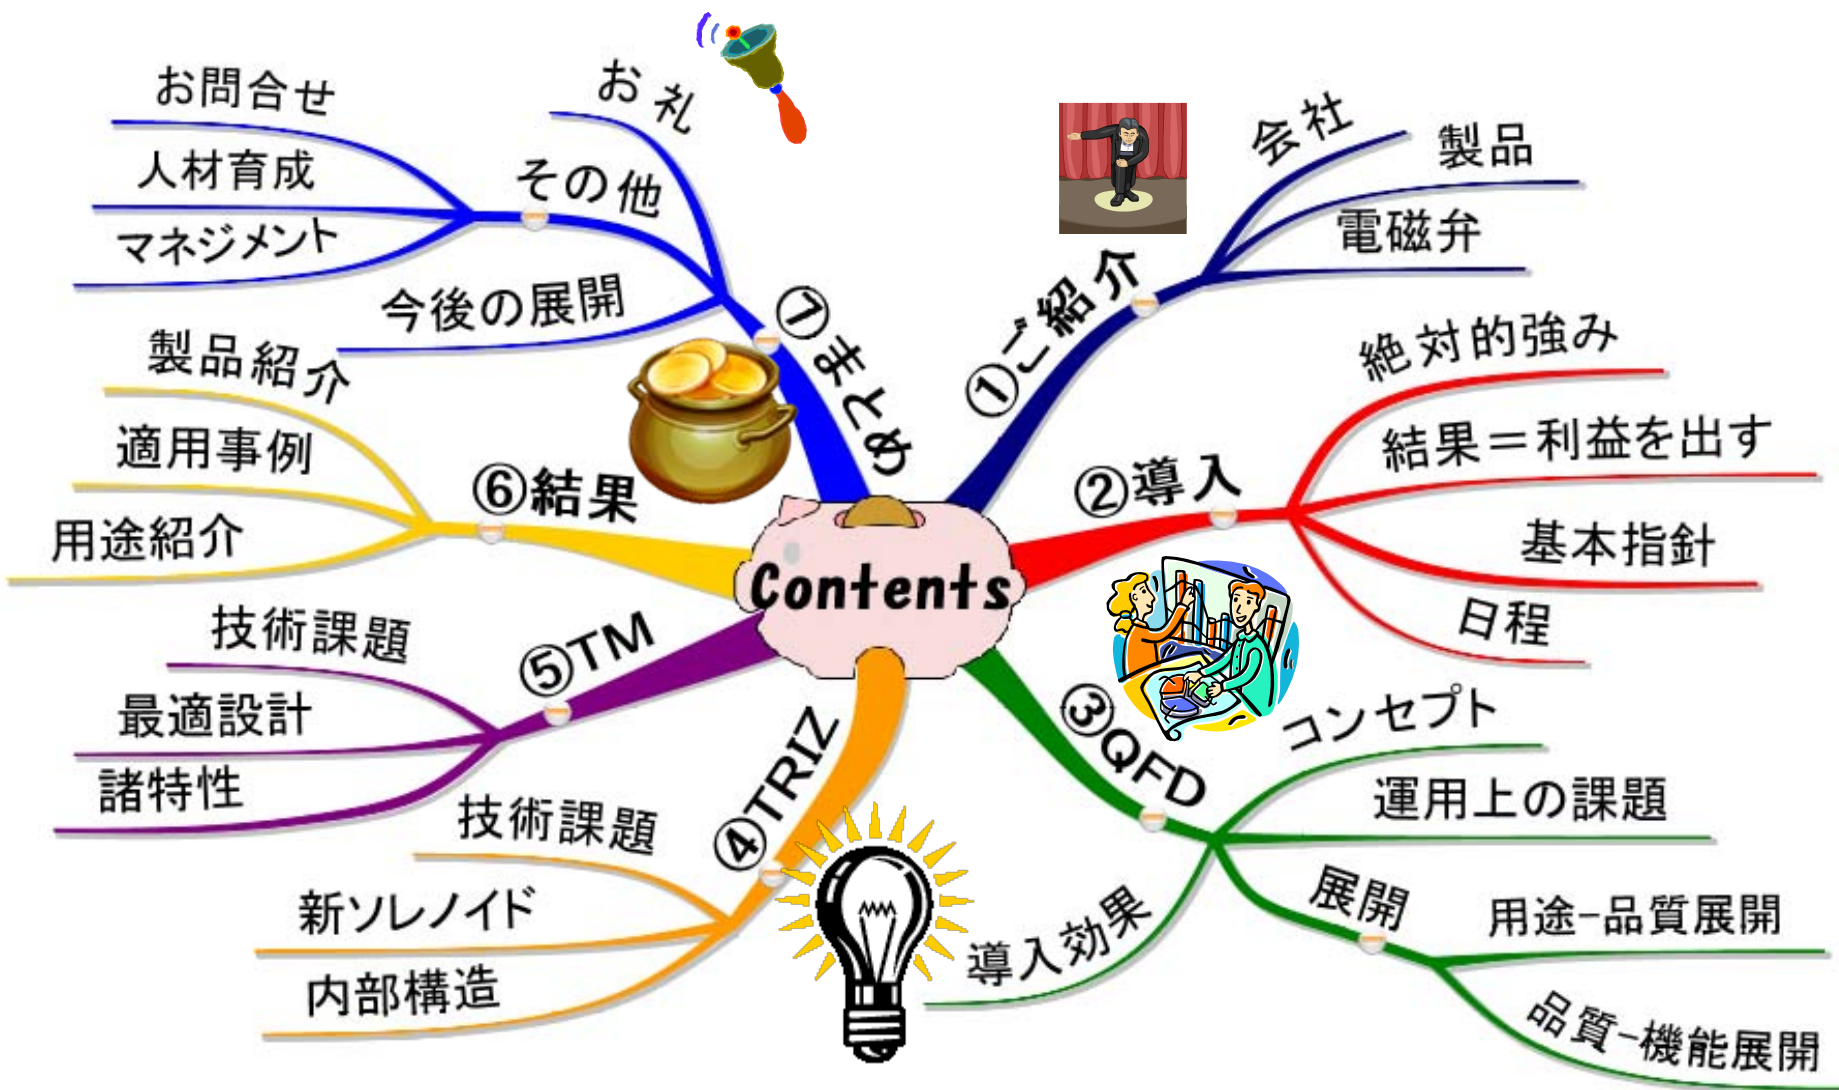 Contents
①ご紹介
会社
製品
電磁弁
②導入
絶対的強み
結果＝利益を出す
基本指針
日程
③QFD
コンセプト
運用上の課題
展開
用途-品質展開
品質-機能展開
導入効果
④TRIZ
技術課題
新ソレノイド
内部構造
⑤TM
技術課題
最適設計
諸特性
⑥結果
製品紹介
適用事例
用途紹介
⑦まとめ
お礼
その他
お問合せ
人材育成
マネジメント
今後の展開